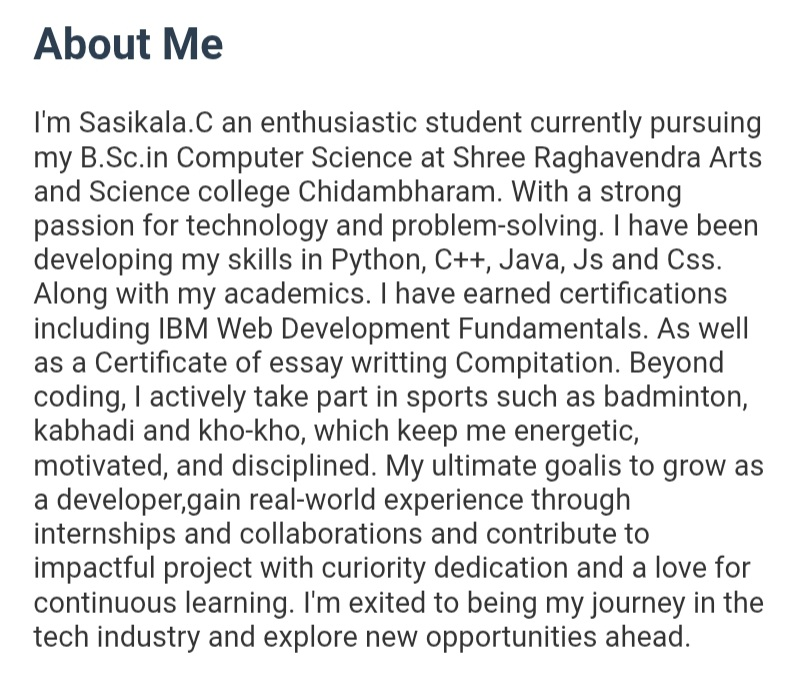 About Me
I'm Sasikala.C an enthusiastic student currently pursuing
my B.Sc.in Computer Science at Shree Raghavendra Arts
and Science college Chidambharam. With a strong
passion for technology and problem-solving. I have been
developing my skills in Python, C++, Java, Js and Css.
Along with my academics. I have earned certifications
including IBM Web Development Fundamentals. As well
as a Certificate of essay writting Compitation. Beyond
coding, I actively take part in sports such as badminton,
kabhadi and kho-kho, which keep me energetic,
motivated, and disciplined. My ultimate goalis to grow as
a developer,gain real-world experience through
internships and collaborations and contribute to
impactful project with curiority dedication and a love for
continuous learning. I'm exited to being my journey in the
tech industry and explore new opportunities ahead.